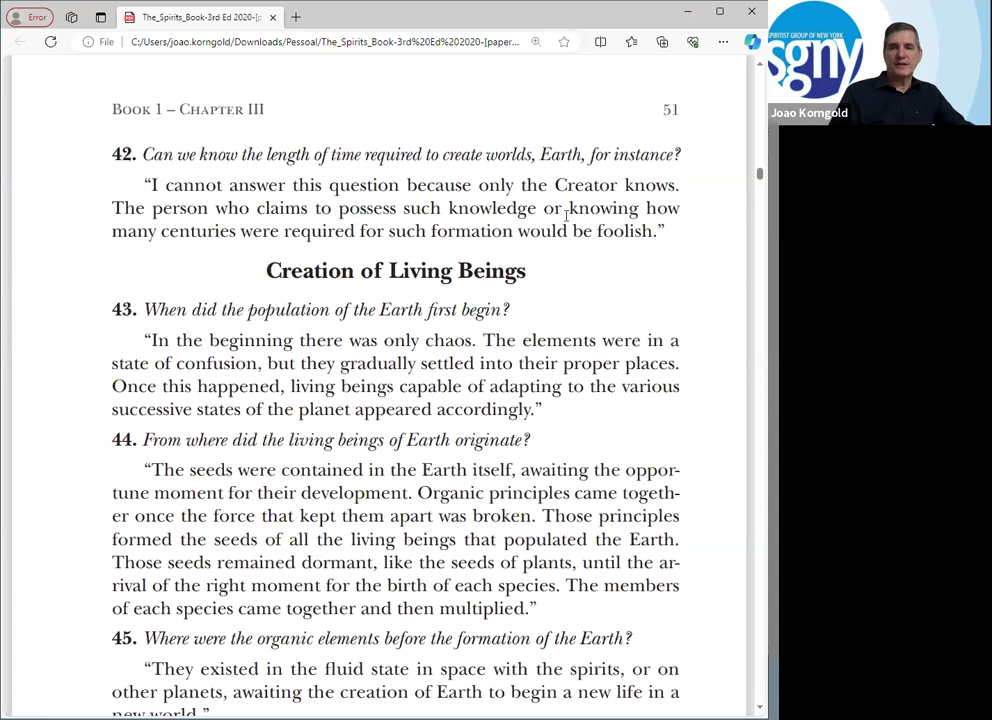 Error
The_Spirits_Book-3rd Ed 2020-[p
File
C:/Users/joao.korngold/Downloads/Pessoal/The_Spirits_Book-3rd%20Ed%202020-[paper...
SPIRITIST GROUP OF NEW YORK
sgny
Joao Korngold
BOOK 1 – CHAPTER III 51
42. Can we know the length of time required to create worlds, Earth, for instance?
“I cannot answer this question because only the Creator knows.
The person who claims to possess such knowledge or knowing how
many centuries were required for such formation would be foolish.”
Creation of Living Beings
43. When did the population of the Earth first begin?
“In the beginning there was only chaos. The elements were in a
state of confusion, but they gradually settled into their proper places.
Once this happened, living beings capable of adapting to the various
successive states of the planet appeared accordingly.”
44. From where did the living beings of Earth originate?
“The seeds were contained in the Earth itself, awaiting the oppor-
tune moment for their development. Organic principles came togeth-
er once the force that kept them apart was broken. Those principles
formed the seeds of all the living beings that populated the Earth.
Those seeds remained dormant, like the seeds of plants, until the ar-
rival of the right moment for the birth of each species. The members
of each species came together and then multiplied.”
45. Where were the organic elements before the formation of the Earth?
“They existed in the fluid state in space with the spirits, or on
other planets, awaiting the creation of Earth to begin a new life in a
new world.”